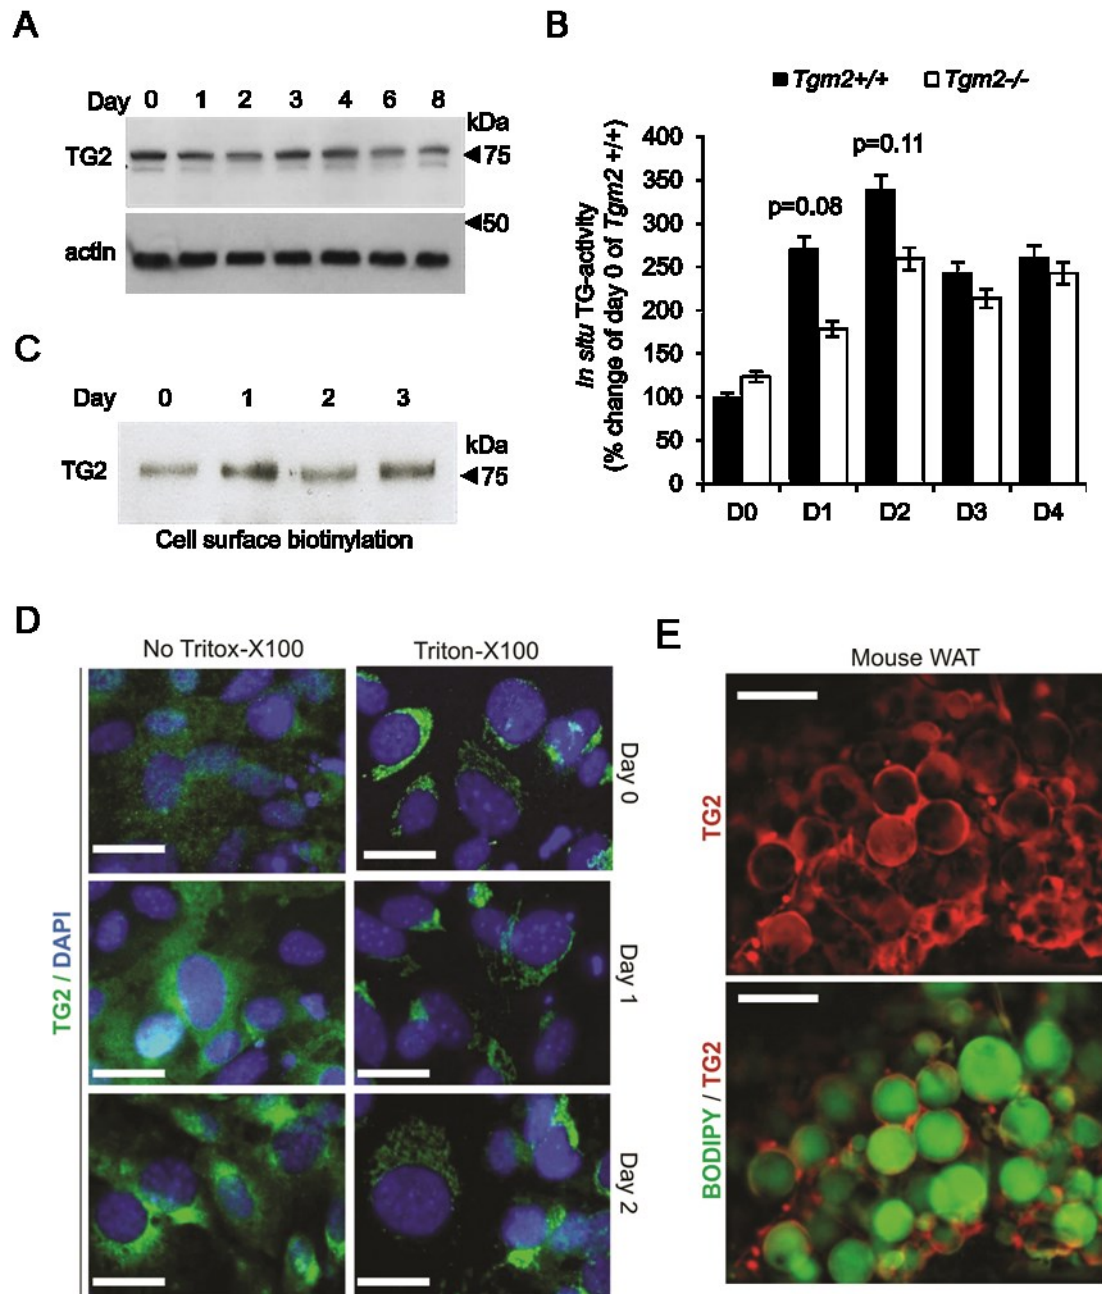 A
Day 0 1 2 3 4 6 8
kDa
TG2 75
50
actin
B
Tgm2+/+ Tgm2-/-
In situ TG-activity
(% change of day 0 of Tgm2 +/+)
400
350
300
250
200
150
100
50
0
p=0.08
p=0.11
D0 D1 D2 D3 D4
C
Day 0 1 2 3
kDa
TG2 75
Cell surface biotinylation
D
No Tritox-X100 Triton-X100
TG2 / DAPI
Day 0
Day 1
Day 2
E
Mouse WAT
TG2
BODIPY / TG2